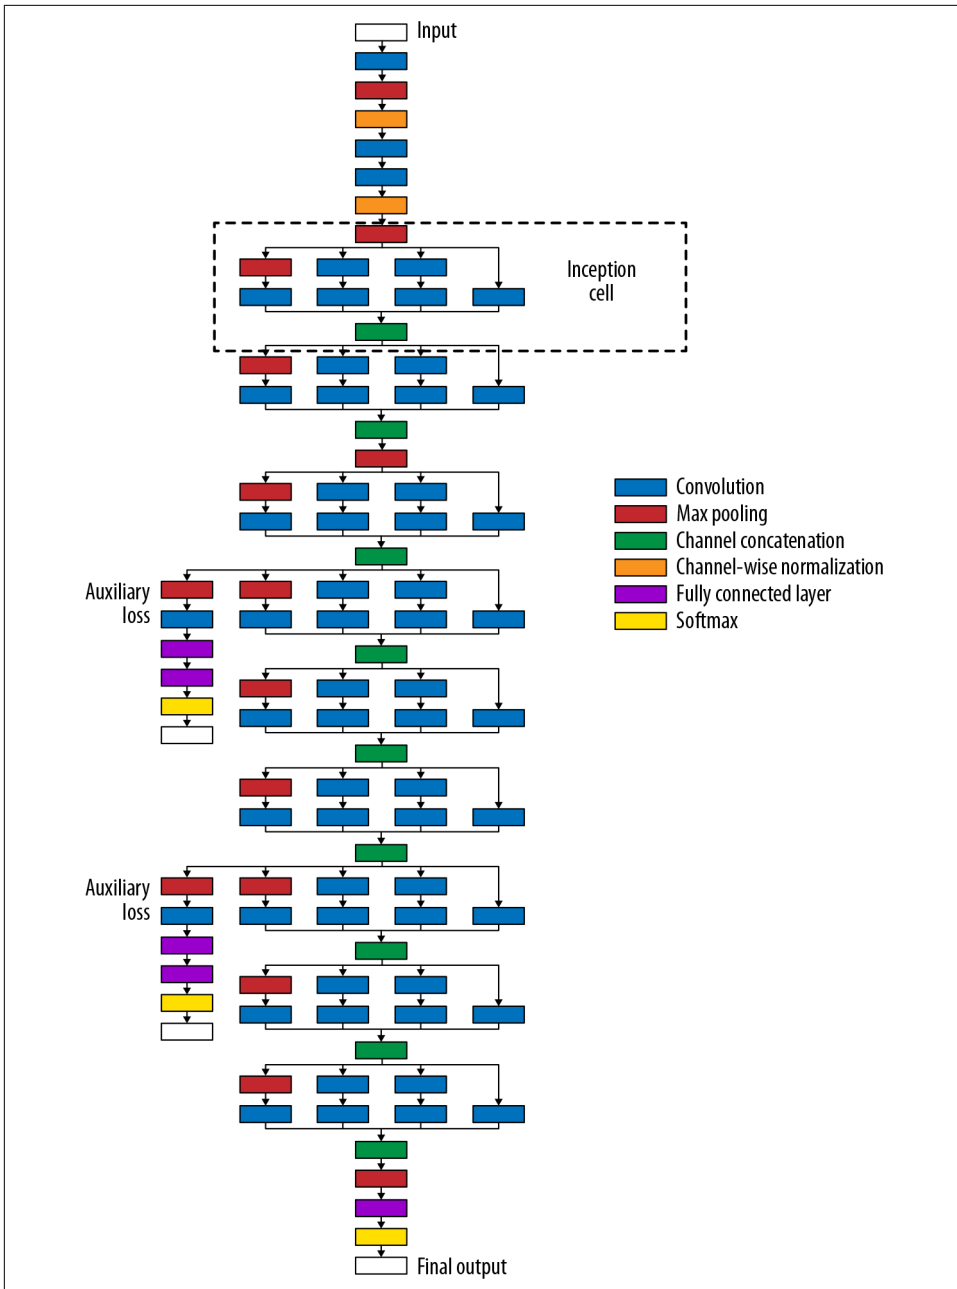 Input
Inception
cell
Convolution
Max pooling
Channel concatenation
Channel-wise normalization
Fully connected layer
Softmax
Auxiliary
loss
Auxiliary
loss
Final output